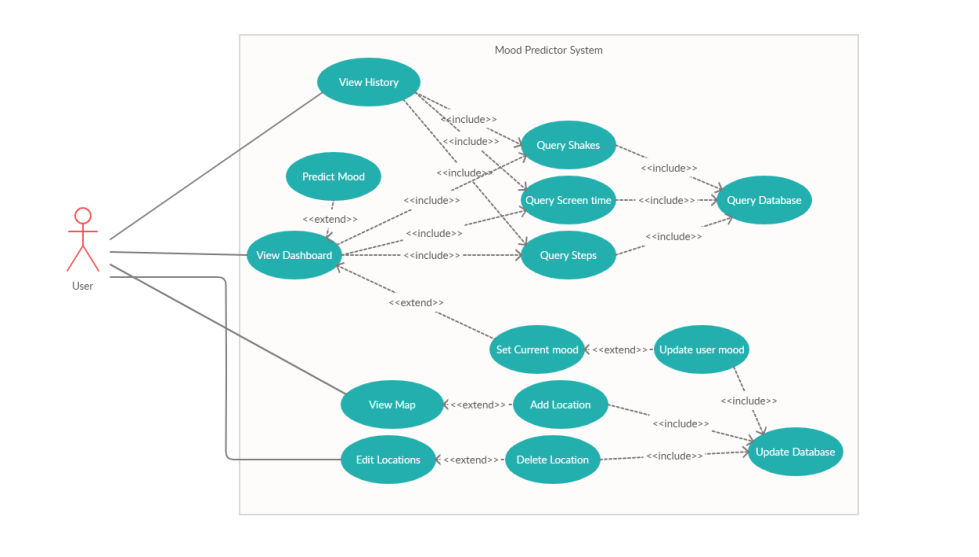 Mood Predictor System
View History
<<include>>
<<include>>
Query Shakes
<<include>>
<<include>>
Predict Mood
<<include>>
Query Screen time
<<include>>
Query Database
<<extend>>
<<include>>
<<include>>
User
View Dashboard
<<include>>
Query Steps
<<extend>>
Set Current mood
<<extend>>
Update user mood
<<include>>
View Map
<<extend>>
Add Location
<<include>>
Edit Locations
<<extend>>
Delete Location
<<include>>
Update Database